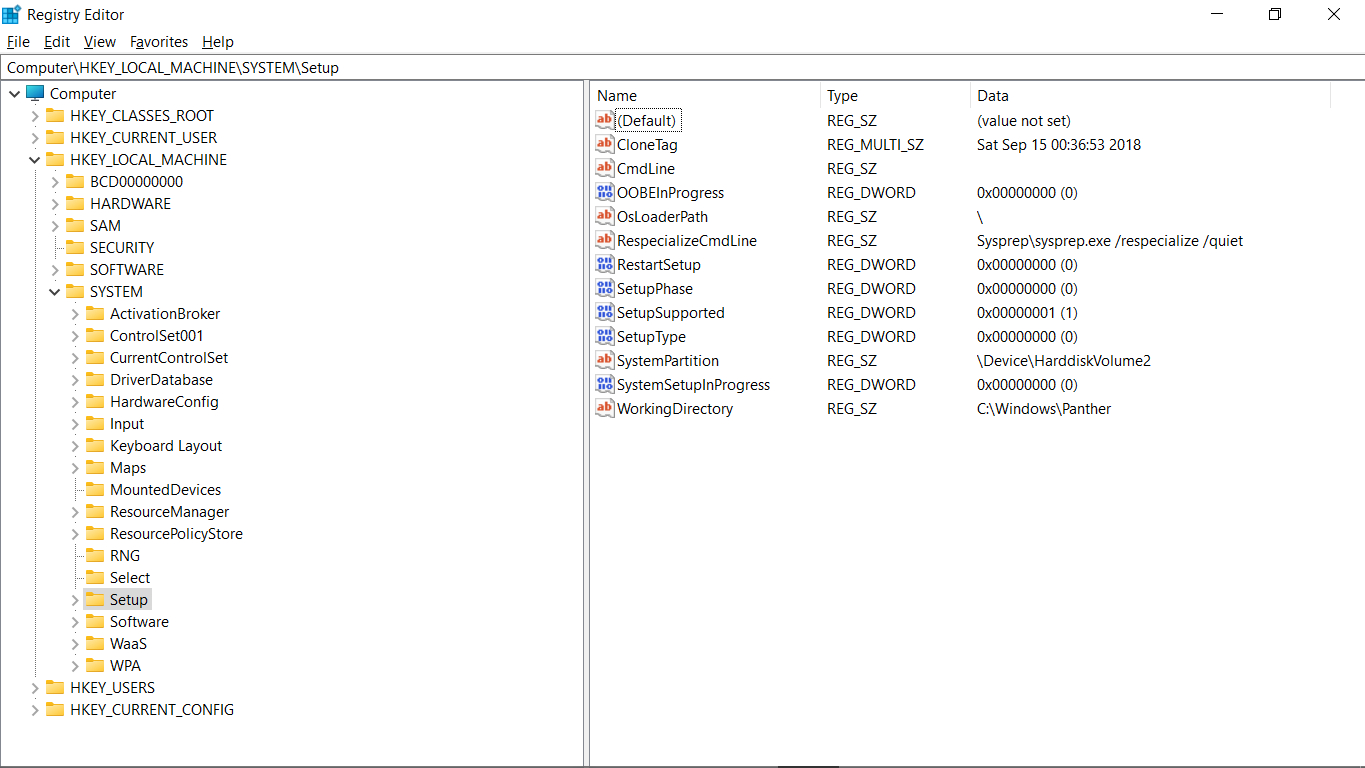 Registry Editor
File Edit View Favorites Help
Computer\HKEY_LOCAL_MACHINE\SYSTEM\Setup
Computer
HKEY_CLASSES_ROOT
HKEY_CURRENT_USER
HKEY_LOCAL_MACHINE
BCD00000000
HARDWARE
SAM
SECURITY
SOFTWARE
SYSTEM
ActivationBroker
ControlSet001
CurrentControlSet
DriverDatabase
HardwareConfig
Input
Keyboard Layout
Maps
MountedDevices
ResourceManager
ResourcePolicyStore
RNG
Select
Setup
Software
WaaS
WPA
HKEY_USERS
HKEY_CURRENT_CONFIG
Name Type Data
(Default) REG_SZ (value not set)
CloneTag REG_MULTI_SZ Sat Sep 15 00:36:53 2018
CmdLine REG_SZ
OOBEInProgress REG_DWORD 0x00000000 (0)
OsLoaderPath REG_SZ \
RespecializeCmdLine REG_SZ Sysprep\sysprep.exe /respecialize /quiet
RestartSetup REG_DWORD 0x00000000 (0)
SetupPhase REG_DWORD 0x00000000 (0)
SetupSupported REG_DWORD 0x00000001 (1)
SetupType REG_DWORD 0x00000000 (0)
SystemPartition REG_SZ \Device\HarddiskVolume2
SystemSetupInProgress REG_DWORD 0x00000000 (0)
WorkingDirectory REG_SZ C:\Windows\Panther